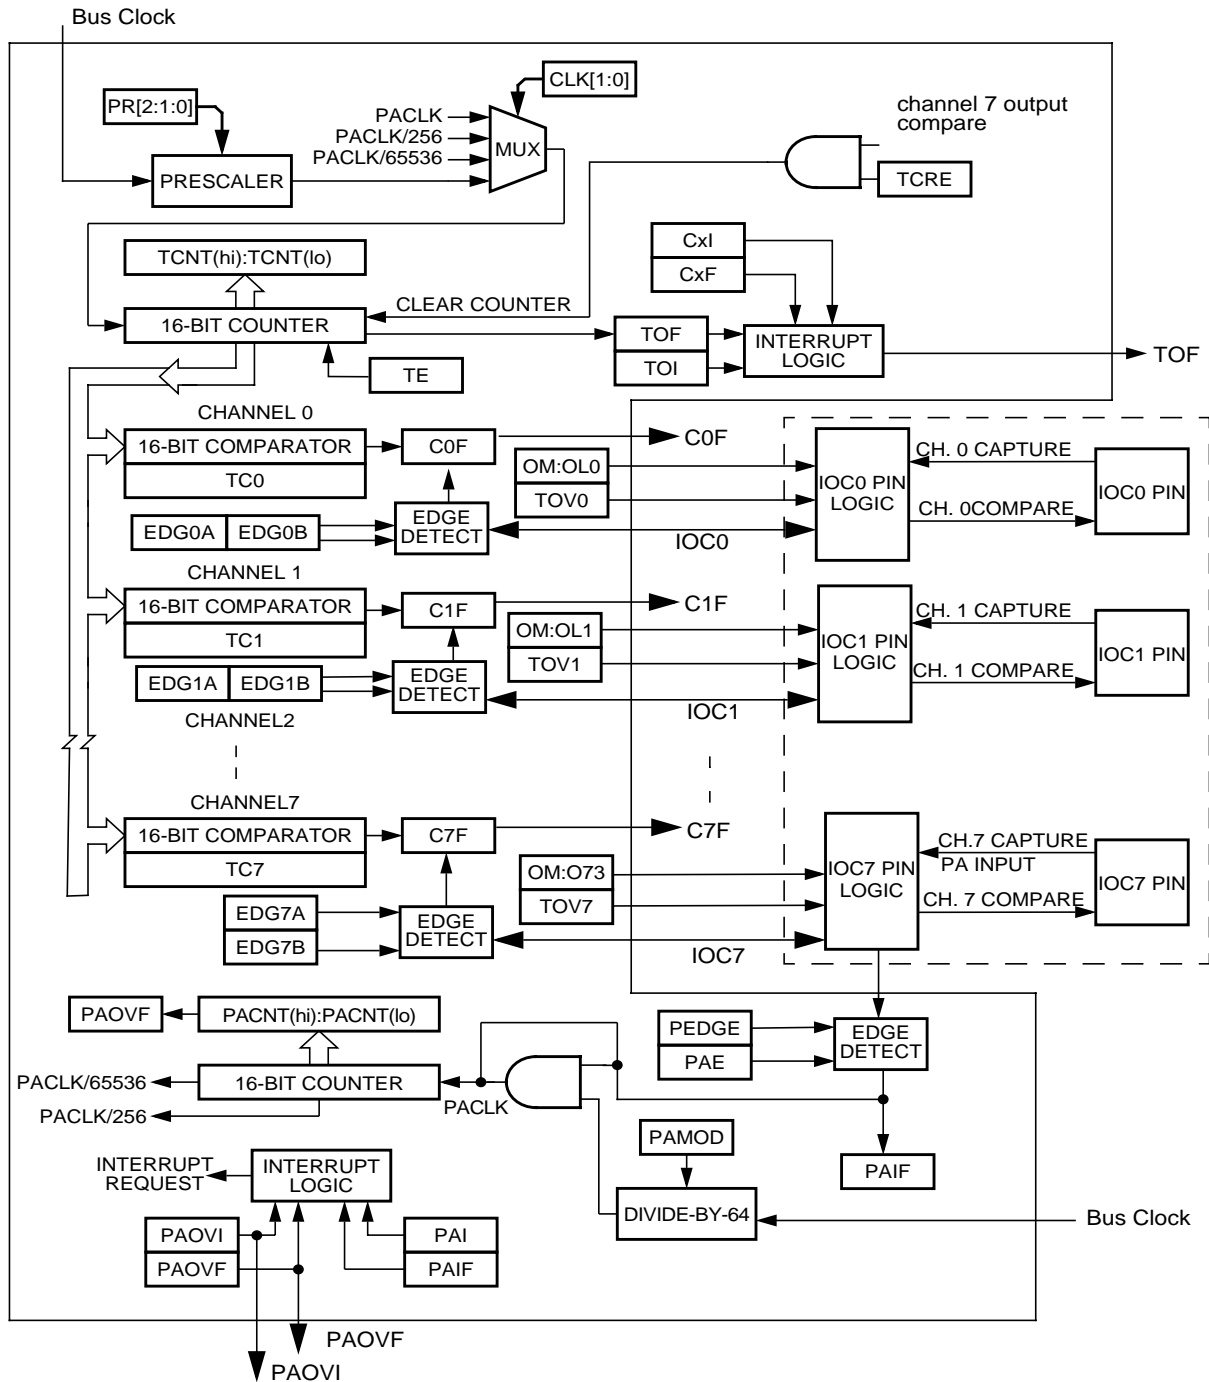 Bus Clock
PR[2:1:0]
CLK[1:0]
channel 7 output
compare
PACLK
PACLK/256
PACLK/65536
MUX
PRESCALER
TCRE
CxI
CxF
TCNT(hi):TCNT(lo)
CLEAR COUNTER
16-BIT COUNTER
TOF
TOI
INTERRUPT
LOGIC
TOF
TE
CHANNEL 0
16-BIT COMPARATOR
TC0
C0F
C0F
OM:OL0
TOV0
IOC0 PIN
LOGIC
CH. 0 CAPTURE
CH. 0COMPARE
IOC0 PIN
EDG0A
EDG0B
EDGE
DETECT
IOC0
CHANNEL 1
16-BIT COMPARATOR
TC1
C1F
C1F
OM:OL1
TOV1
IOC1 PIN
LOGIC
CH. 1 CAPTURE
CH. 1 COMPARE
IOC1 PIN
EDG1A
EDG1B
EDGE
DETECT
IOC1
CHANNEL2
CHANNEL7
16-BIT COMPARATOR
TC7
C7F
C7F
OM:O73
TOV7
IOC7 PIN
LOGIC
CH.7 CAPTURE
PA INPUT
CH. 7 COMPARE
IOC7 PIN
EDG7A
EDG7B
EDGE
DETECT
IOC7
PAOVF
PACNT(hi):PACNT(lo)
PEDGE
PAE
EDGE
DETECT
PACLK/65536
16-BIT COUNTER
PACLK
PACLK/256
PAMOD
PAIF
INTERRUPT
REQUEST
INTERRUPT
LOGIC
DIVIDE-BY-64
Bus Clock
PAOVI
PAOVF
PAI
PAIF
PAOVF
PAOVI